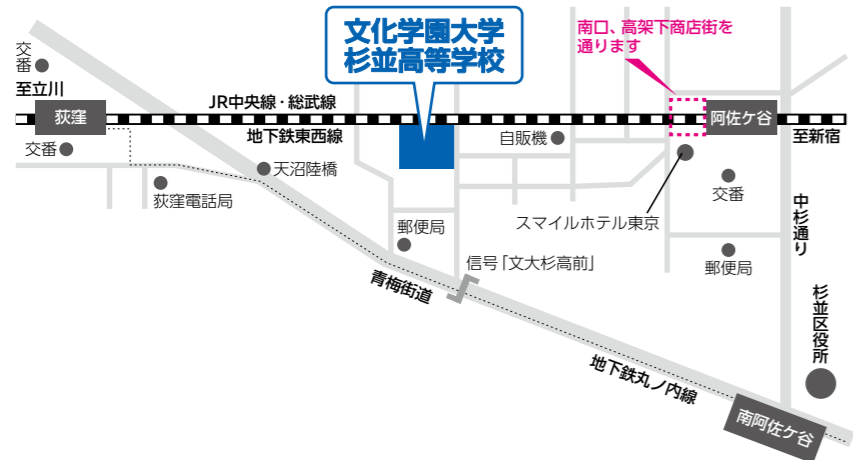 文化学園大学
杉並高等学校
南口、高架下商店街を
通ります
交番
至立川
荻窪
JR中央線・総武線
地下鉄東西線
阿佐ケ谷
至新宿
自販機
交番
天沼陸橋
荻窪電話局
スマイルホテル東京
交番
中杉通り
郵便局
信号「文大杉高前」
郵便局
青梅街道
杉並区役所
地下鉄丸ノ内線
南阿佐ケ谷